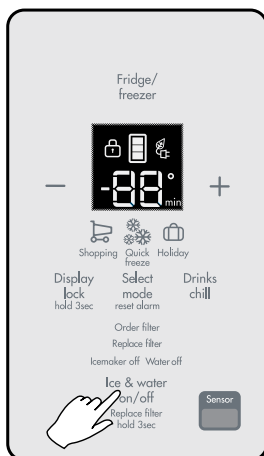 Fridge/
freezer
-88°
min
Shopping Quick freeze Holiday
Display lock
hold 3sec
Select mode
reset alarm
Drinks chill
Order filter
Replace filter
Icemaker off Water off
Ice & water
on/off
Replace filter
hold 3sec
Sensor